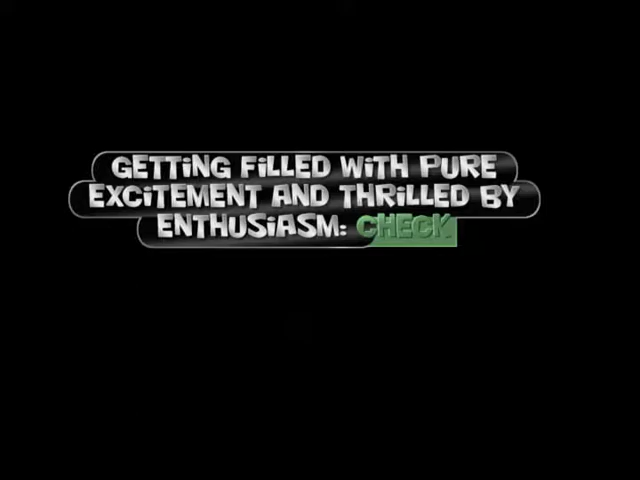 GETTING FILLED WITH PURE
EXCITEMENT AND THRILLED BY
ENTHUSIASM: CHECK